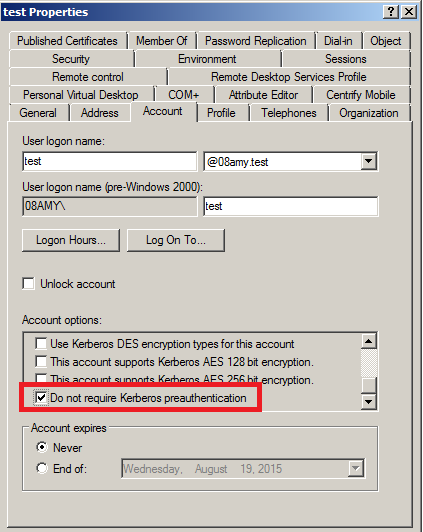 test Properties
Published Certificates Member Of Password Replication Dial-in Object
Security Environment Sessions
Remote control Remote Desktop Services Profile
Personal Virtual Desktop COM+ Attribute Editor Centrify Mobile
General Address Account Profile Telephones Organization
User logon name:
test @08amy.test
User logon name (pre-Windows 2000):
08AMY\ test
Logon Hours... Log On To...
Unlock account
Account options:
Use Kerberos DES encryption types for this account
This account supports Kerberos AES 128 bit encryption.
This account supports Kerberos AES 256 bit encryption.
Do not require Kerberos preauthentication
Account expires
Never
End of: Wednesday, August 19, 2015